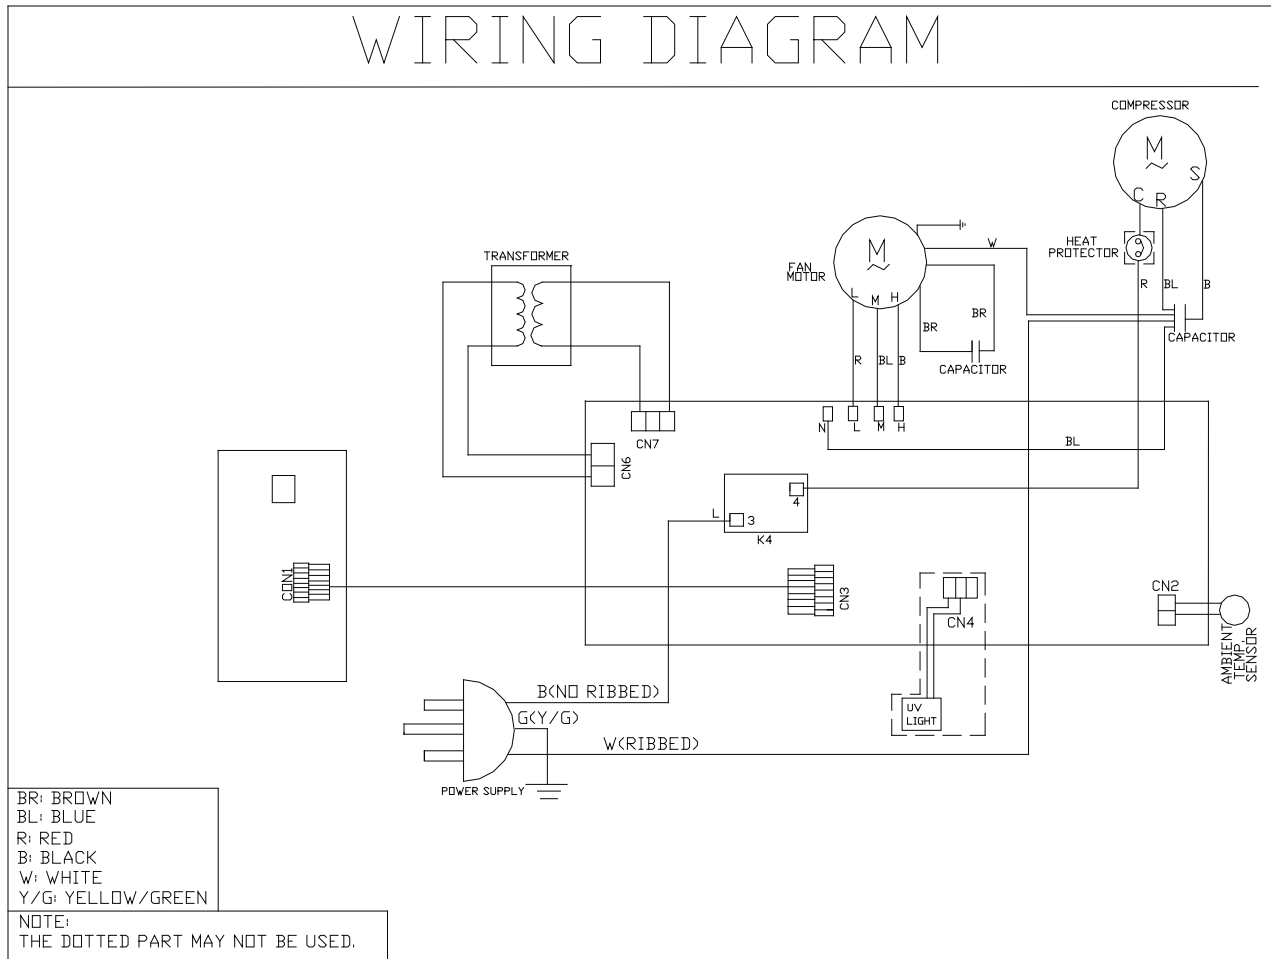 WIRING DIAGRAM
COMPRESSOR
M
S
C
R
HEAT
PROTECTOR
R
BL
B
CAPACITOR
W
FAN
MOTOR
M
L
M
H
BR
BR
CAPACITOR
R
BL
B
TRANSFORMER
CN7
CN6
N
L
M
H
BL
4
L
3
K4
CON1
CN3
CN4
UV
LIGHT
CN2
AMBIENT
TEMP.
SENSOR
B(NO RIBBED)
G(Y/G)
W(RIBBED)
POWER SUPPLY
BR: BROWN
BL: BLUE
R: RED
B: BLACK
W: WHITE
Y/G: YELLOW/GREEN
NOTE:
THE DOTTED PART MAY NOT BE USED.